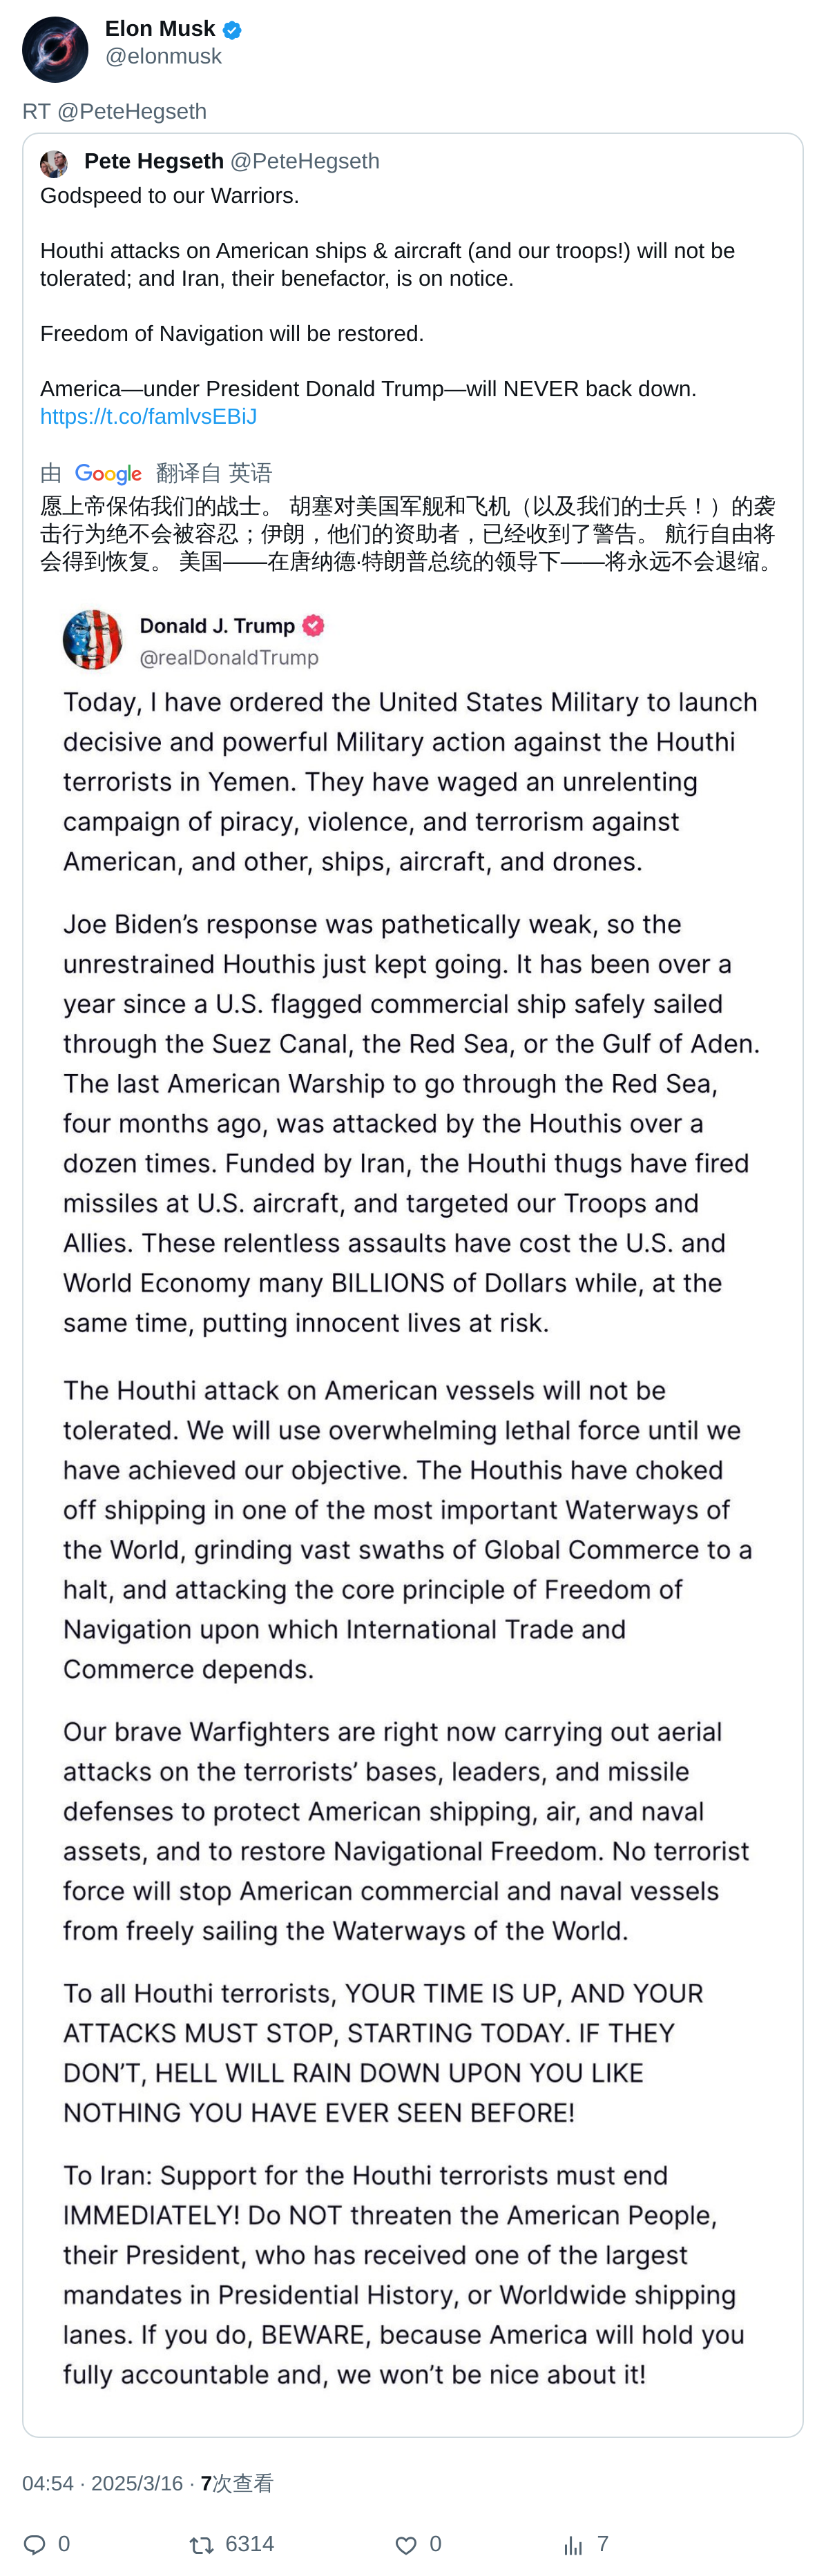 Elon Musk
@elonmusk
RT @PeteHegseth
Pete Hegseth @PeteHegseth
Godspeed to our Warriors.
Houthi attacks on American ships & aircraft (and our troops!) will not be
tolerated; and Iran, their benefactor, is on notice.
Freedom of Navigation will be restored.
America—under President Donald Trump—will NEVER back down.
https://t.co/famlvsEBiJ
由 Google 翻译自 英语
愿上帝保佑我们的战士。 胡塞对美国军舰和飞机（以及我们的士兵！）的袭
击行为绝不会被容忍；伊朗，他们的资助者，已经收到了警告。 航行自由将
会得到恢复。 美国——在唐纳德·特朗普总统的领导下——将永远不会退缩。
Donald J. Trump
@realDonaldTrump
Today, I have ordered the United States Military to launch
decisive and powerful Military action against the Houthi
terrorists in Yemen. They have waged an unrelenting
campaign of piracy, violence, and terrorism against
American, and other, ships, aircraft, and drones.
Joe Biden’s response was pathetically weak, so the
unrestrained Houthis just kept going. It has been over a
year since a U.S. flagged commercial ship safely sailed
through the Suez Canal, the Red Sea, or the Gulf of Aden.
The last American Warship to go through the Red Sea,
four months ago, was attacked by the Houthis over a
dozen times. Funded by Iran, the Houthi thugs have fired
missiles at U.S. aircraft, and targeted our Troops and
Allies. These relentless assaults have cost the U.S. and
World Economy many BILLIONS of Dollars while, at the
same time, putting innocent lives at risk.
The Houthi attack on American vessels will not be
tolerated. We will use overwhelming lethal force until we
have achieved our objective. The Houthis have choked
off shipping in one of the most important Waterways of
the World, grinding vast swaths of Global Commerce to a
halt, and attacking the core principle of Freedom of
Navigation upon which International Trade and
Commerce depends.
Our brave Warfighters are right now carrying out aerial
attacks on the terrorists’ bases, leaders, and missile
defenses to protect American shipping, air, and naval
assets, and to restore Navigational Freedom. No terrorist
force will stop American commercial and naval vessels
from freely sailing the Waterways of the World.
To all Houthi terrorists, YOUR TIME IS UP, AND YOUR
ATTACKS MUST STOP, STARTING TODAY. IF THEY
DON’T, HELL WILL RAIN DOWN UPON YOU LIKE
NOTHING YOU HAVE EVER SEEN BEFORE!
To Iran: Support for the Houthi terrorists must end
IMMEDIATELY! Do NOT threaten the American People,
their President, who has received one of the largest
mandates in Presidential History, or Worldwide shipping
lanes. If you do, BEWARE, because America will hold you
fully accountable and, we won’t be nice about it!
04:54 · 2025/3/16 · 7次查看
0 6314 0 7